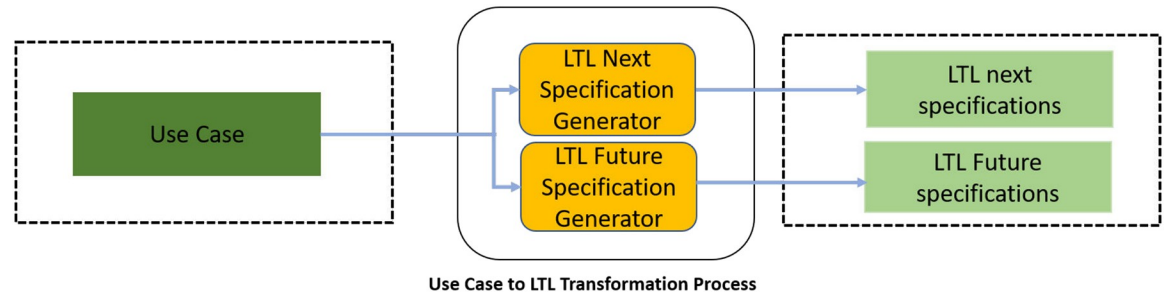 Use Case
LTL Next
Specification
Generator
LTL Future
Specification
Generator
LTL next
specifications
LTL Future
specifications
Use Case to LTL Transformation Process